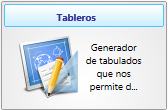 Tableros
Generador
de tabulados
que nos
permite d...